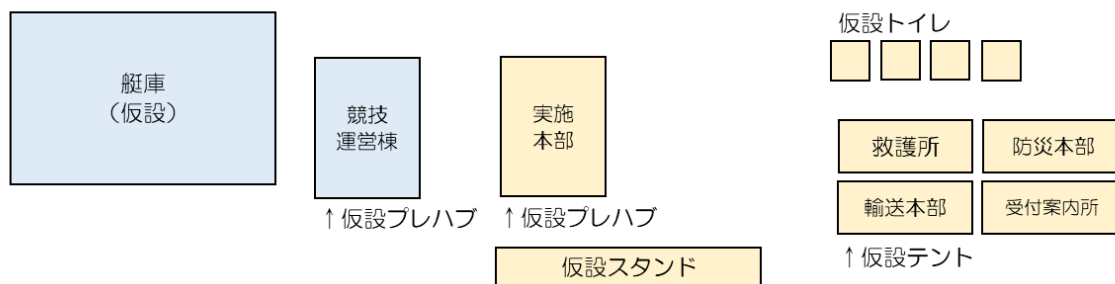 艇庫
（仮設）
競技
運営棟
↑仮設プレハブ
実施
本部
↑仮設プレハブ
仮設スタンド
仮設トイレ
救護所
防災本部
輸送本部
受付案内所
↑仮設テント